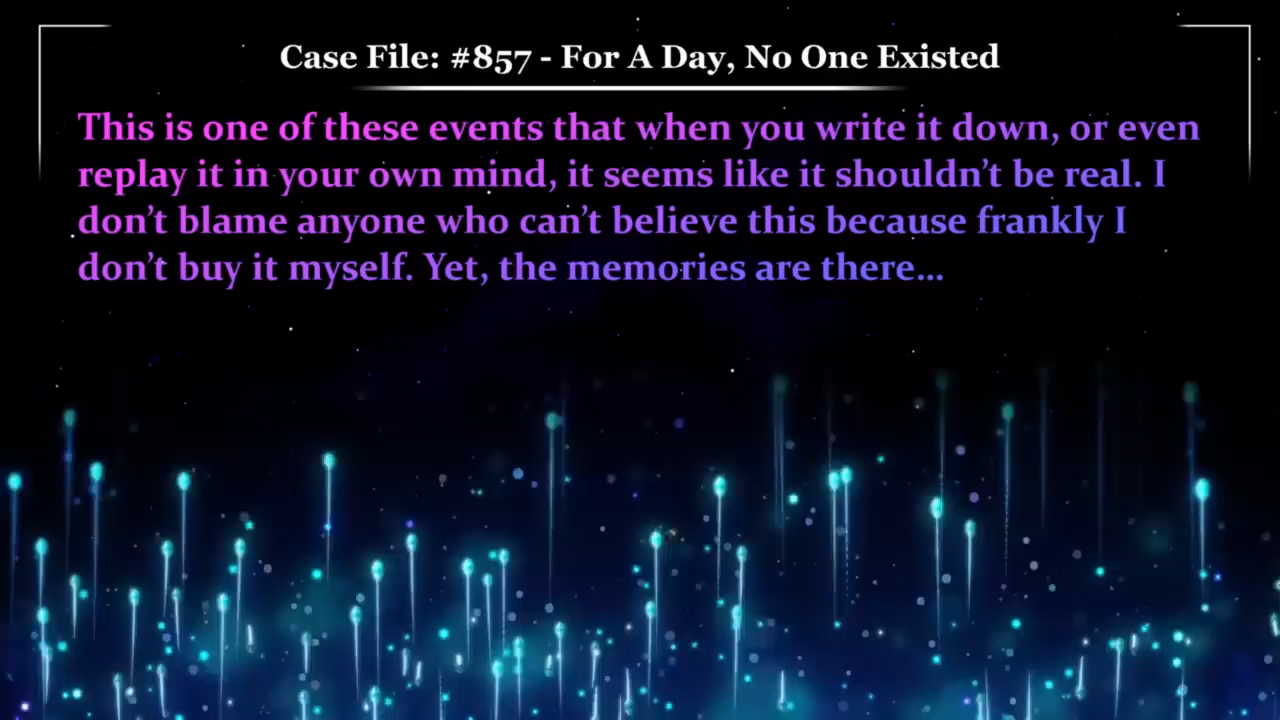 Case File: #857 - For A Day, No One Existed
This is one of these events that when you write it down, or even
replay it in your own mind, it seems like it shouldn’t be real. I
don’t blame anyone who can’t believe this because frankly I
don’t buy it myself. Yet, the memories are there...